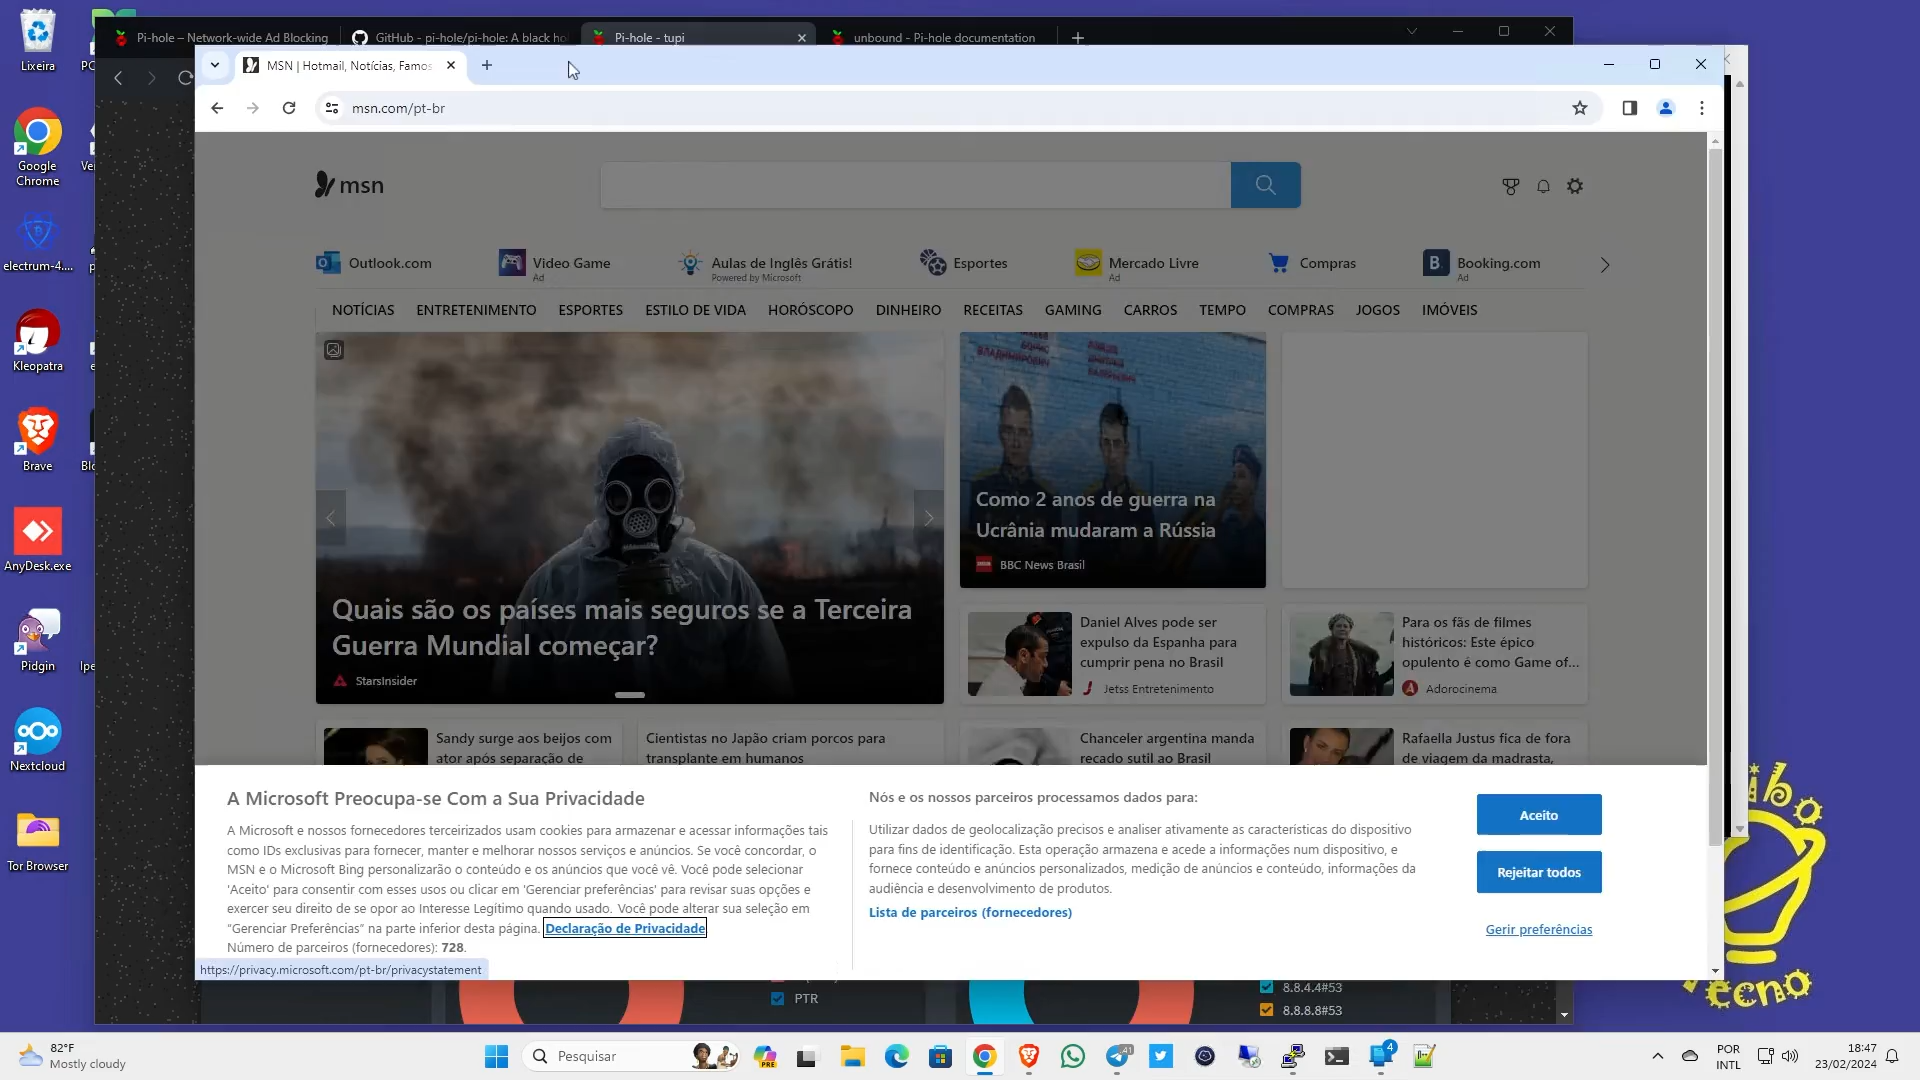 Lixeira
Google
Chrome
electrum-4....
Kleopatra
Brave
AnyDesk.exe
Pidgin
Nextcloud
Tor Browser
Pi-hole – Network-wide Ad Blocking
GitHub - pi-hole/pi-hole: A black ho
Pi-hole - tupi
unbound - Pi-hole documentation
MSN | Hotmail, Notícias, Famos
msn.com/pt-br
msn
Outlook.com
Video Game
Ad
Aulas de Inglês Grátis!
Powered by Microsoft
Esportes
Mercado Livre
Ad
Compras
Booking.com
Ad
NOTÍCIAS
ENTRETENIMENTO
ESPORTES
ESTILO DE VIDA
HORÓSCOPO
DINHEIRO
RECEITAS
GAMING
CARROS
TEMPO
COMPRAS
JOGOS
IMÓVEIS
Quais são os países mais seguros se a Terceira
Guerra Mundial começar?
StarsInsider
Como 2 anos de guerra na
Ucrânia mudaram a Rússia
BBC News Brasil
Daniel Alves pode ser
expulso da Espanha para
cumprir pena no Brasil
Jetss Entretenimento
Para os fãs de filmes
históricos: Este épico
opulento é como Game of...
Adorocinema
Sandy surge aos beijos com
ator após separação de
Cientistas no Japão criam porcos para
transplante em humanos
Chanceler argentina manda
recado sutil ao Brasil
Rafaella Justus fica de fora
de viagem da madrasta,
A Microsoft Preocupa-se Com a Sua Privacidade
A Microsoft e nossos fornecedores terceirizados usam cookies para armazenar e acessar informações tais
como IDs exclusivas para fornecer, manter e melhorar nossos serviços e anúncios. Se você concordar, o
MSN e o Microsoft Bing personalizarão o conteúdo e os anúncios que você vê. Você pode selecionar
'Aceito' para consentir com esses usos ou clicar em 'Gerenciar preferências' para revisar suas opções e
exercer seu direito de se opor ao Interesse Legítimo quando usado. Você pode alterar sua seleção em
“Gerenciar Preferências” na parte inferior desta página. Declaração de Privacidade
Número de parceiros (fornecedores): 728.
Nós e os nossos parceiros processamos dados para:
Utilizar dados de geolocalização precisos e analiser ativamente as características do dispositivo
para fins de identificação. Esta operação armazena e acede a informações num dispositivo, e
fornece conteúdo e anúncios personalizados, medição de anúncios e conteúdo, informações da
audiência e desenvolvimento de produtos.
Lista de parceiros (fornecedores)
Aceito
Rejeitar todos
Gerir preferências
https://privacy.microsoft.com/pt-br/privacystatement
PTR
8.8.4.4#53
8.8.8.8#53
ecno
82°F
Mostly cloudy
Pesquisar
PRE
41
4
POR
INTL
18:47
23/02/2024